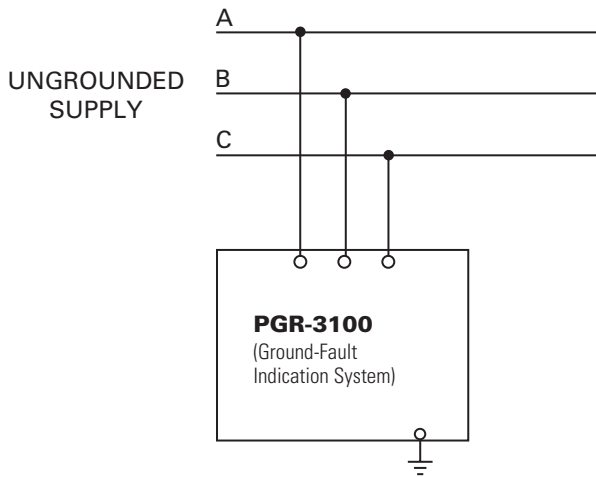 A
UNGROUNDED
SUPPLY
B
C
PGR-3100
(Ground-Fault
Indication System)